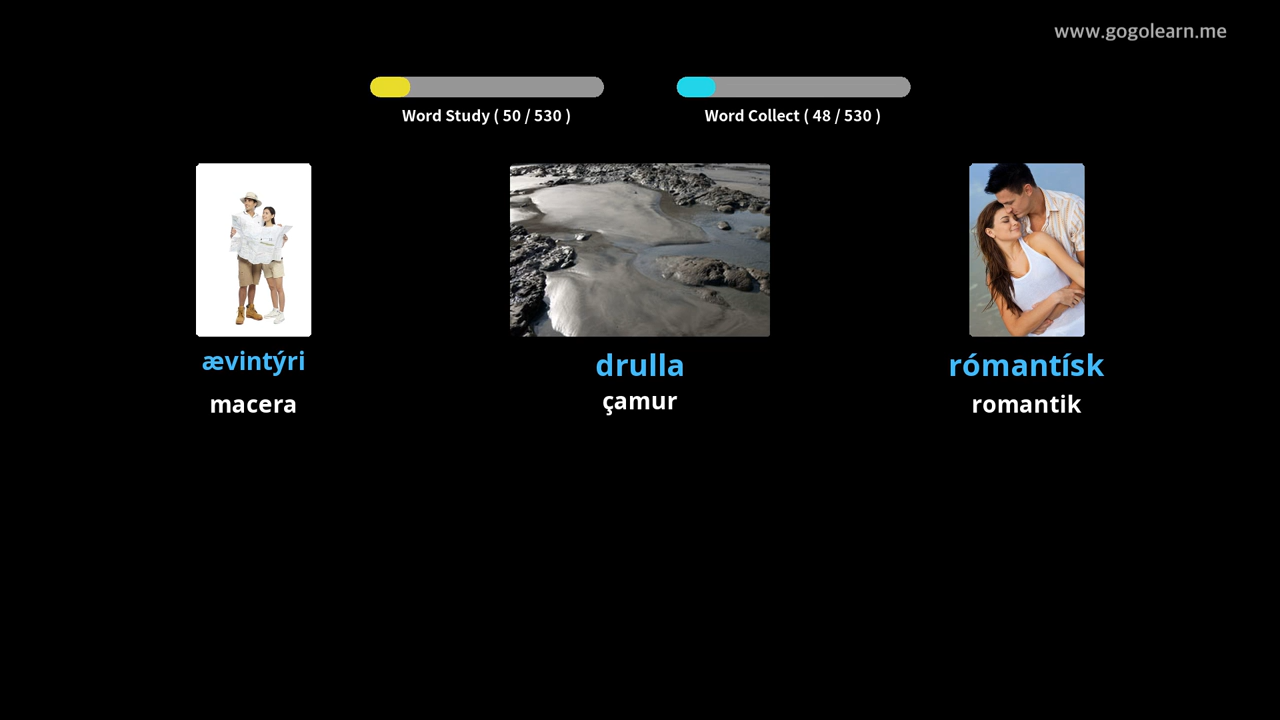 www.gogolearn.me
Word Study ( 50 / 530 )
Word Collect ( 48 / 530 )
ævintýri
macera
drulla
çamur
rómantísk
romantik